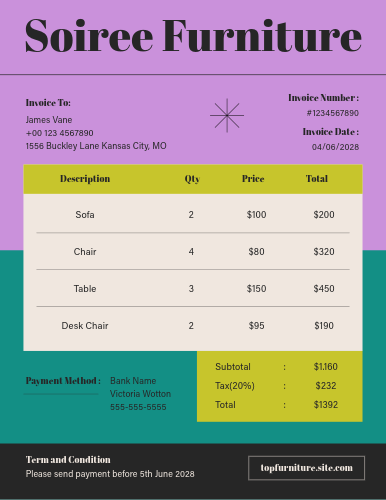 Soiree Furniture
Invoice To:
James Vane
+00 123 4567890
1556 Buckley Lane Kansas City, MO
Invoice Number :
#1234567890
Invoice Date :
04/06/2028
Description Qty Price Total
Sofa 2 $100 $200
Chair 4 $80 $320
Table 3 $150 $450
Desk Chair 2 $95 $190
Payment Method : Bank Name
Victoria Wotton
555-555-5555
Subtotal : $1.160
Tax(20%) : $232
Total : $1392
Term and Condition
Please send payment before 5th June 2028
topfurniture.site.com